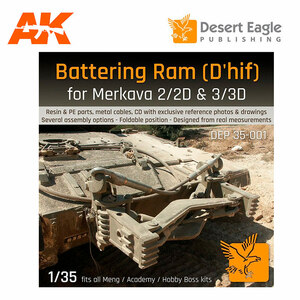 AK
Desert Eagle
PUBLISHING
Battering Ram (D'hif)
for Merkava 2/2D & 3/3D
Resin & PE parts, metal cables, CD with exclusive reference photos & drawings
Several assembly options - Foldable position - Designed from real measurements
DEP 35-001
1/35 fits all Meng / Academy / Hobby Boss kits